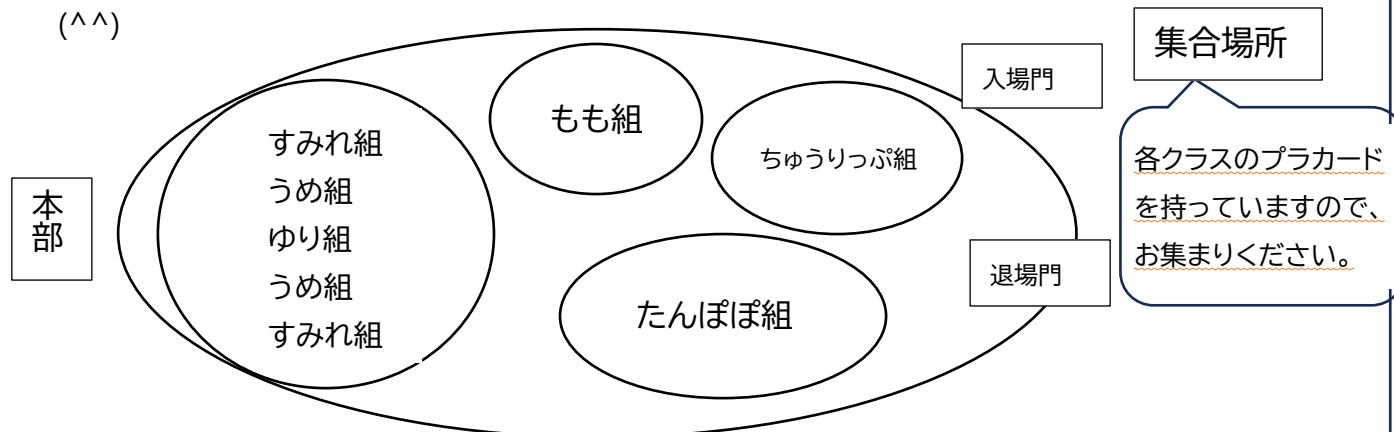 (^^)
集合場所
入場門
もも組
ちゅうりっぷ組
各クラスのプラカード
を持っていますので、
お集まりください。
すみれ組
うめ組
ゆり組
うめ組
すみれ組
本部
退場門
たんぽぽ組